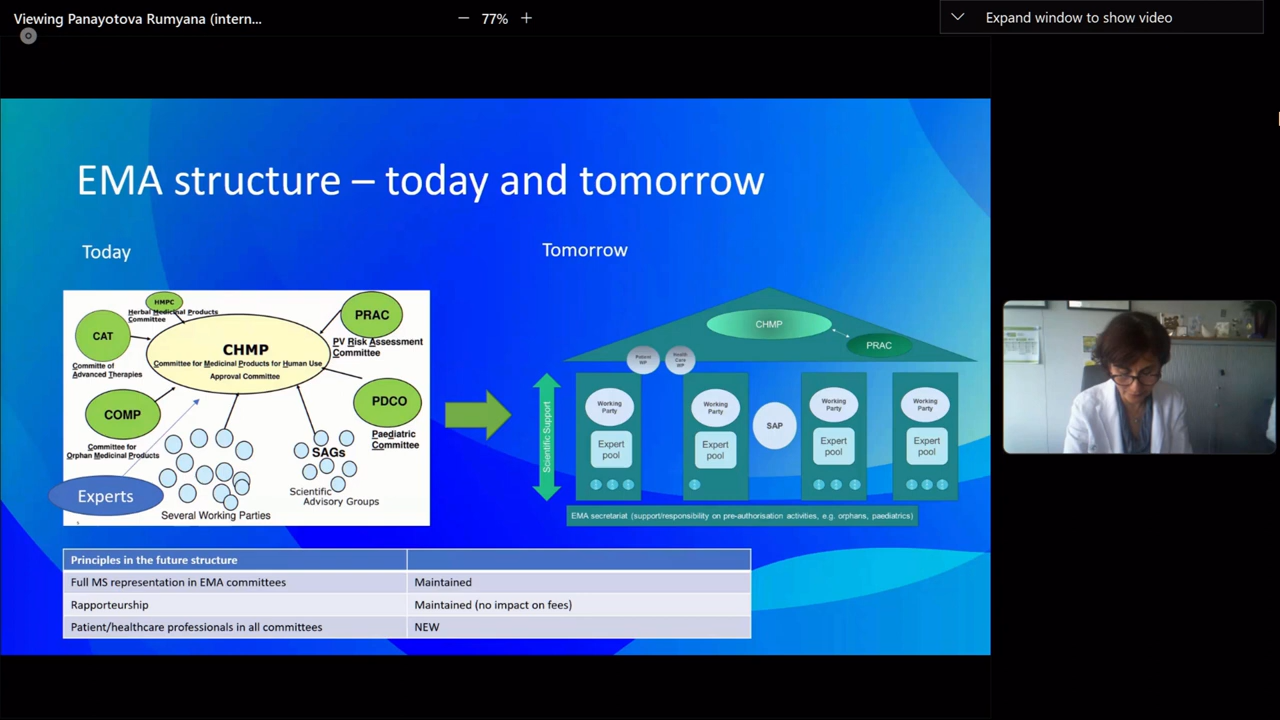 Viewing Panayotova Rumyana (intern...
77%
Expand window to show video
EMA structure – today and tomorrow
Today
Tomorrow
HMPC
Herbal Medicinal Products
Committee
CAT
Committe of
Advanced Therapies
COMP
Committee for
Orphan Medicinal Products
CHMP
Committee for Medicinal Products for Human Use
Approval Committee
PRAC
PV Risk Assessment
Committee
PDCO
Paediatric
Committee
SAGs
Scientific
Advisory Groups
Experts
Several Working Parties
CHMP
PRAC
Patient
WP
Health
Care
WP
Scientific Support
Working
Party
Expert
pool
Working
Party
Expert
pool
SAP
Working
Party
Expert
pool
Working
Party
Expert
pool
EMA secretariat (support/responsibility on pre-authorisation activities, e.g. orphans, paediatrics)
Principles in the future structure
Full MS representation in EMA committees Maintained
Rapporteurship Maintained (no impact on fees)
Patient/healthcare professionals in all committees NEW